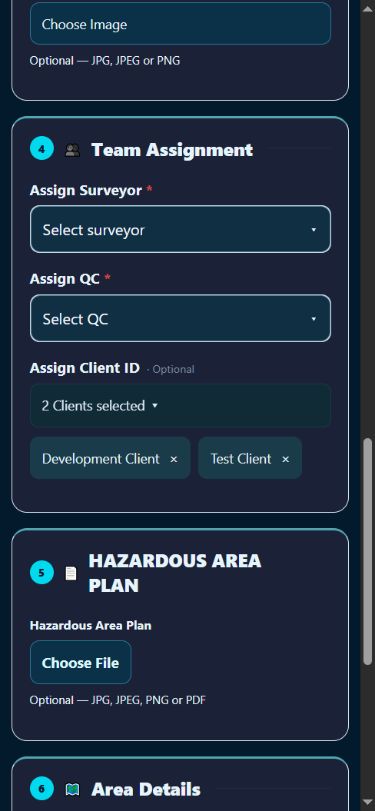 Choose Image
Optional — JPG, JPEG or PNG
4 Team Assignment
Assign Surveyor *
Select surveyor
Assign QC *
Select QC
Assign Client ID · Optional
2 Clients selected
Development Client × Test Client ×
5 HAZARDOUS AREA
PLAN
Hazardous Area Plan
Choose File
Optional — JPG, JPEG, PNG or PDF
6 Area Details